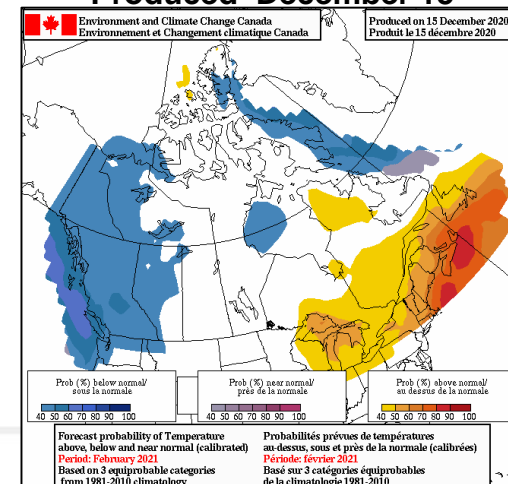 Produced December 15
Environment and Climate Change Canada
Environnement et Changement climatique Canada
Produced on 15 December 2020
Produit le 15 décembre 2020
Prob (%) below normal/
sous la normale
40 50 60 70 80 90 100
Prob (%) near normal/
près de la normale
40 50 60 70 80 90 100
Prob (%) above normal/
au dessus de la normale
40 50 60 70 80 90 100
Forecast probability of Temperature
above, below and near normal (calibrated)
Period: February 2021
Based on 3 equiprobable categories
from 1981-2010 climatology
Probabilités prévues de températures
au-dessus, sous et près de la normale (calibrées)
Période: février 2021
Basé sur 3 catégories équiprobables
de la climatologie 1981-2010